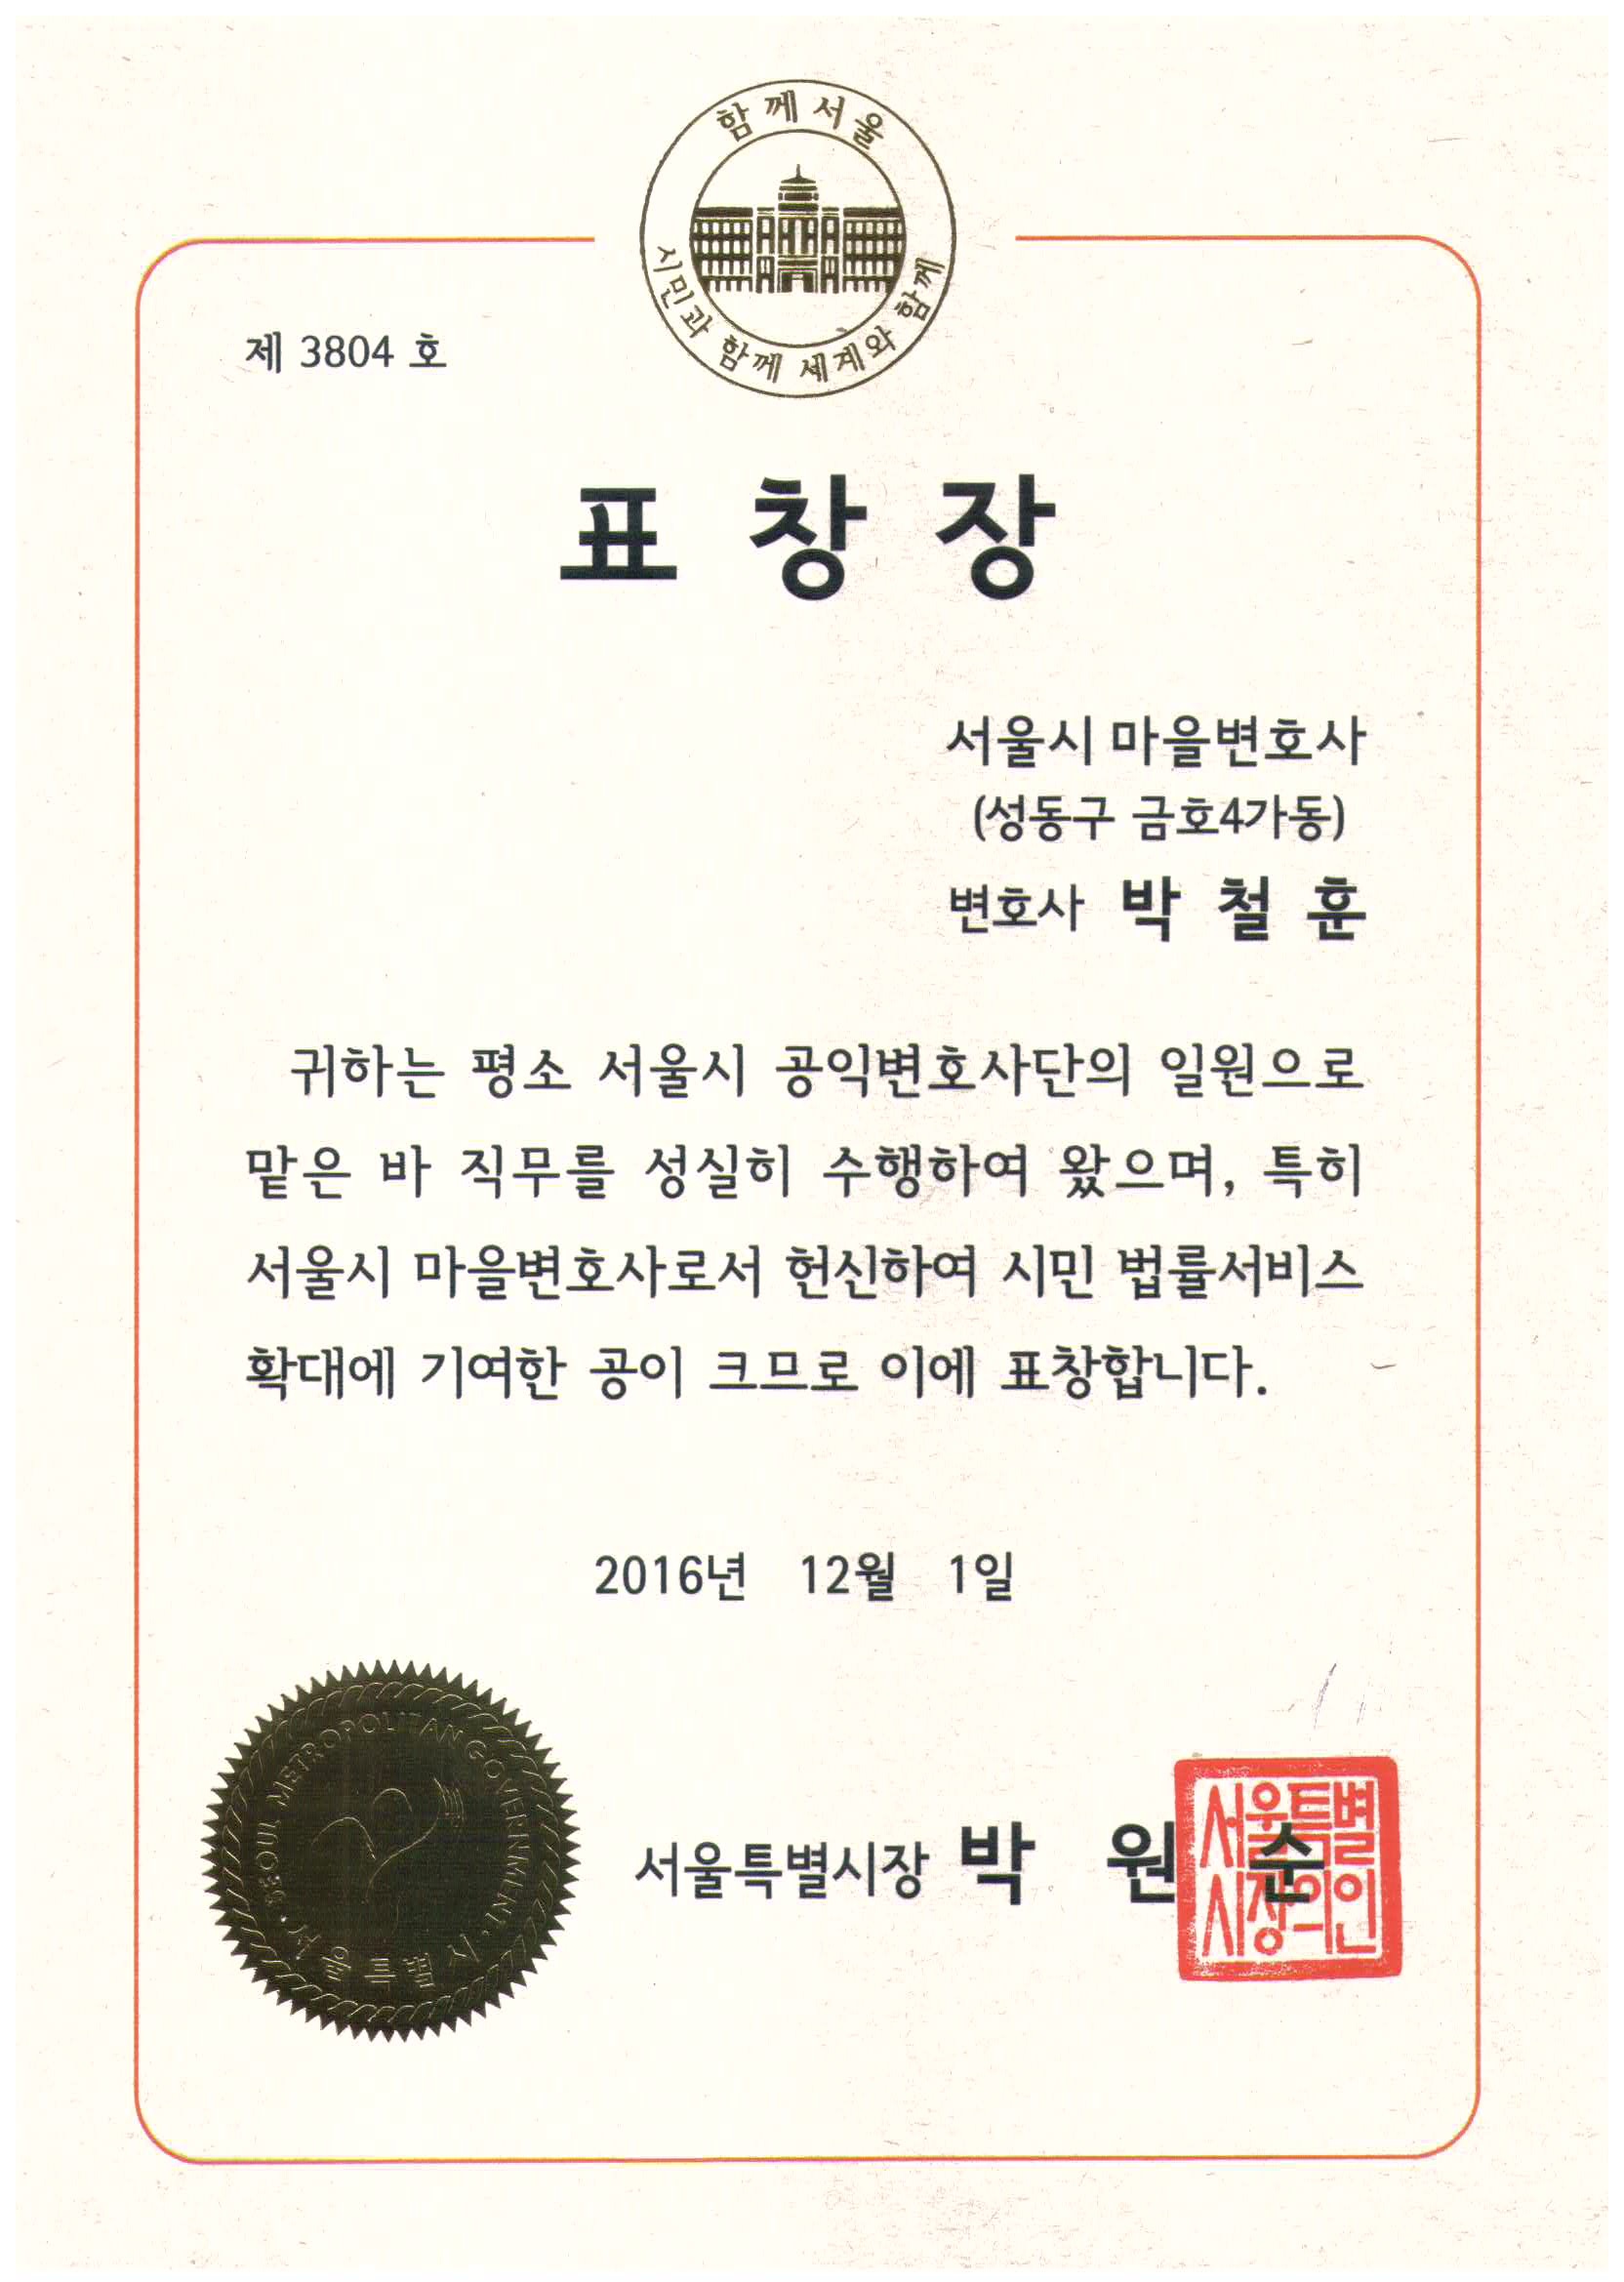 함께서울
시민과 함께 세계와 함께
제 3804 호
표 창 장
서울시 마을변호사
(성동구 금호4가동)
변호사 박 철 훈
귀하는 평소 서울시 공익변호사단의 일원으로
맡은 바 직무를 성실히 수행하여 왔으며, 특히
서울시 마을변호사로서 헌신하여 시민 법률서비스
확대에 기여한 공이 크므로 이에 표창합니다.
2016년 12월 1일
SEOUL METROPOLITAN GOVERNMENT
서울특별시
서울특별시장 박 원 순
서울특별
시장의인